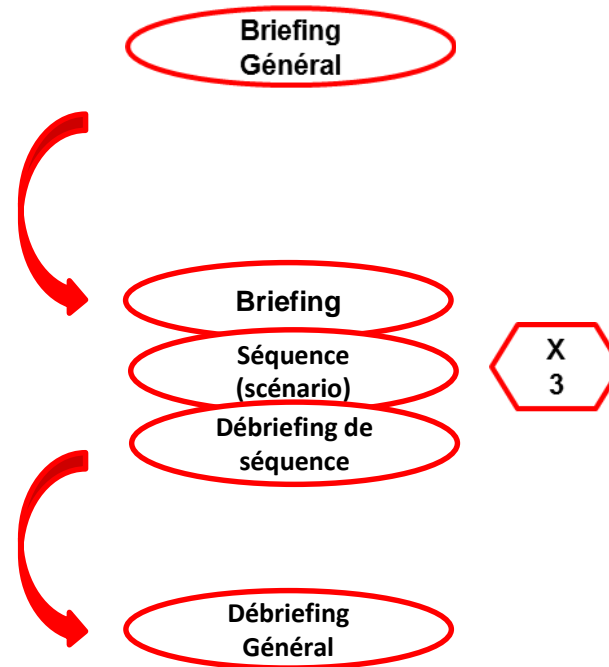 Briefing
Général
Briefing
Séquence
(scénario)
X
3
Débriefing de
séquence
Débriefing
Général